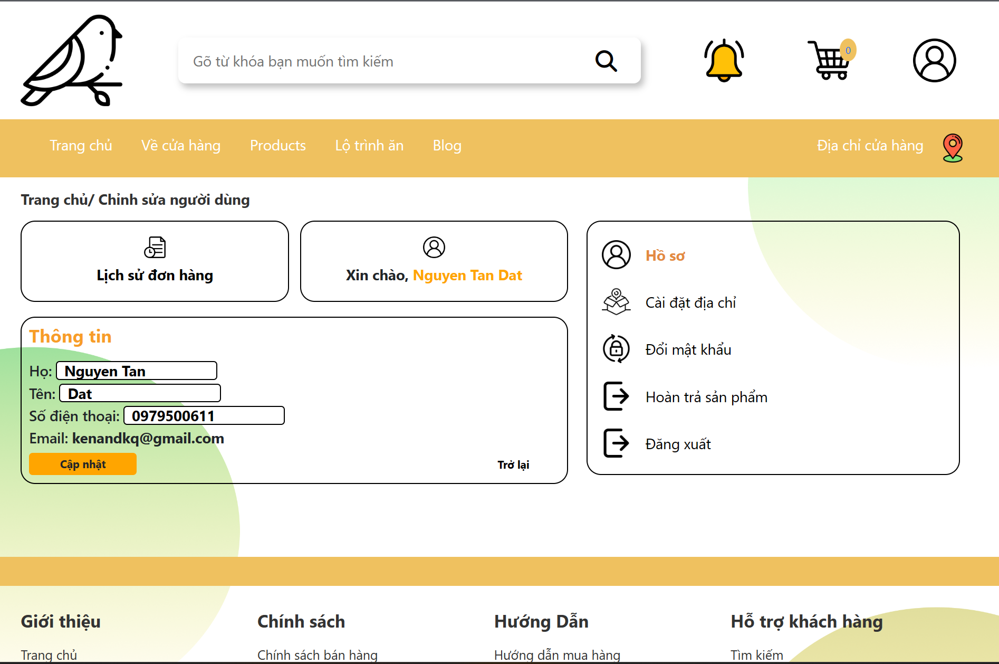 Gõ từ khóa bạn muốn tìm kiếm
0
Trang chủ Về cửa hàng Products Lộ trình ăn Blog Địa chỉ cửa hàng
Trang chủ/ Chỉnh sửa người dùng
Lịch sử đơn hàng
Xin chào, Nguyen Tan Dat
Thông tin
Họ: Nguyen Tan
Tên: Dat
Số điện thoại: 0979500611
Email: kenandkq@gmail.com
Cập nhật Trở lại
Hồ sơ
Cài đặt địa chỉ
Đổi mật khẩu
Hoàn trả sản phẩm
Đăng xuất
Giới thiệu Chính sách Hướng Dẫn Hỗ trợ khách hàng
Trang chủ Chính sách bán hàng Hướng dẫn mua hàng Tìm kiếm